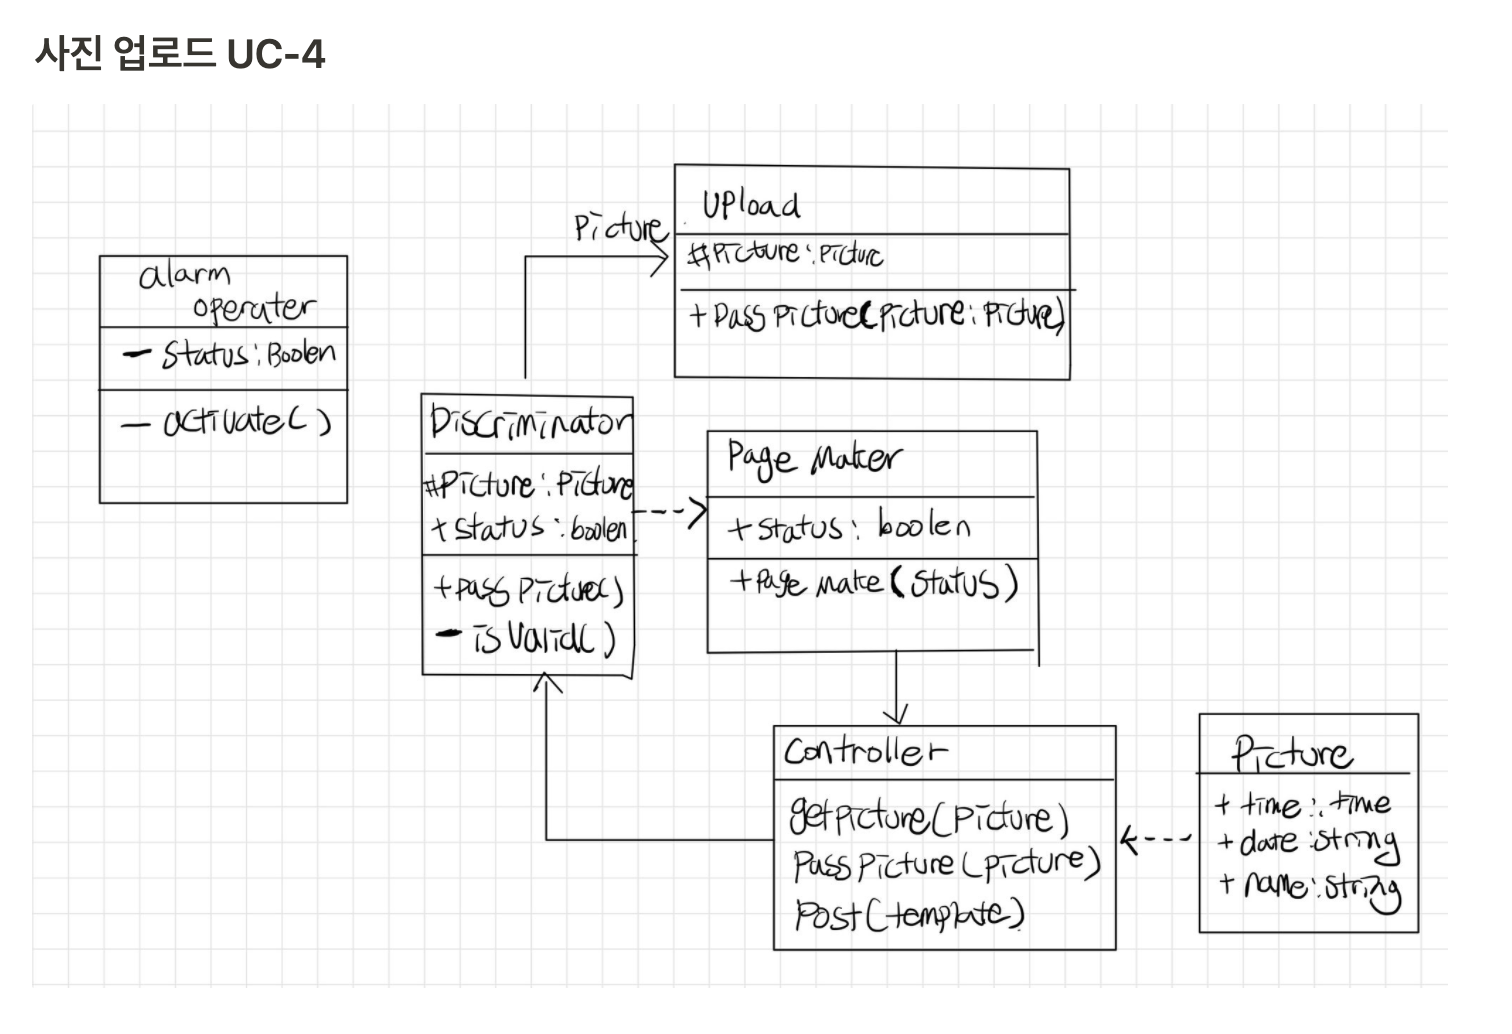 사진 업로드 UC-4
Picture
Upload
#Picture : Picture
+ Pass Picture(Picture : Picture)
alarm
operater
- Status : Boolen
- activate( )
Discriminator
#Picture : Picture
+ Status : boolen
+ Pass Picture( )
- isValid( )
Page Maker
+ Status : boolen
+ Page Make (Status)
Controller
getPicture(Picture)
Pass Picture (Picture)
Post(template)
Picture
+ time : time
+ date : string
+ name : string